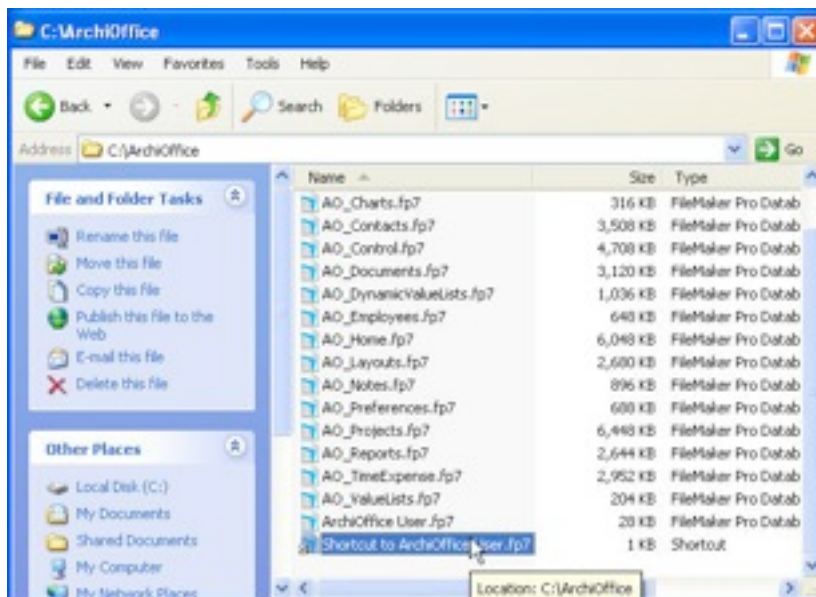 C:\ArchiOffice
File Edit View Favorites Tools Help
Back Search Folders
Address C:\ArchiOffice Go
File and Folder Tasks
Rename this file
Move this file
Copy this file
Publish this file to the
Web
E-mail this file
Delete this file
Other Places
Local Disk (C:)
My Documents
Shared Documents
My Computer
My Network Places
Name Size Type
AO_Charts.fp7 316 KB FileMaker Pro Datab
AO_Contacts.fp7 3,508 KB FileMaker Pro Datab
AO_Control.fp7 4,708 KB FileMaker Pro Datab
AO_Documents.fp7 3,120 KB FileMaker Pro Datab
AO_DynamicValueLists.fp7 1,036 KB FileMaker Pro Datab
AO_Employees.fp7 648 KB FileMaker Pro Datab
AO_Home.fp7 6,048 KB FileMaker Pro Datab
AO_Layouts.fp7 2,680 KB FileMaker Pro Datab
AO_Notes.fp7 896 KB FileMaker Pro Datab
AO_Preferences.fp7 688 KB FileMaker Pro Datab
AO_Projects.fp7 6,448 KB FileMaker Pro Datab
AO_Reports.fp7 2,644 KB FileMaker Pro Datab
AO_TimeExpense.fp7 2,952 KB FileMaker Pro Datab
AO_ValueLists.fp7 204 KB FileMaker Pro Datab
ArchiOffice User.fp7 28 KB FileMaker Pro Datab
Shortcut to ArchiOffice User.fp7 1 KB Shortcut
Location: C:\ArchiOffice